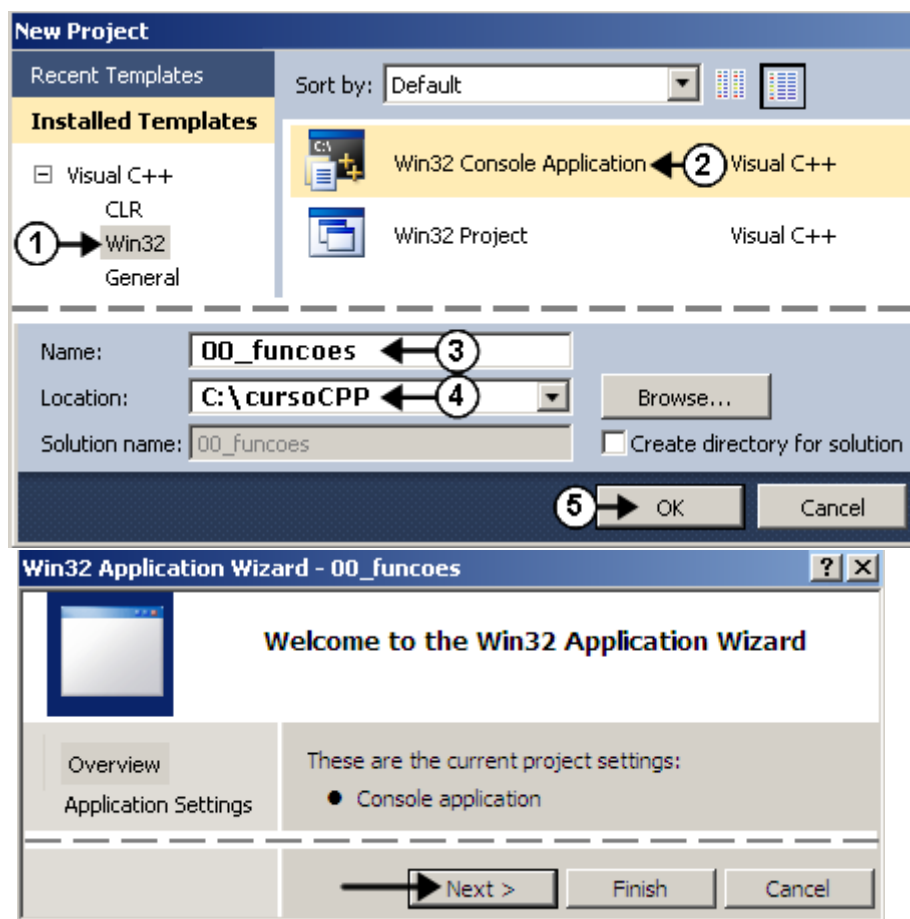 New Project
Recent Templates
Sort by: Default
Installed Templates
Visual C++
CLR
Win32
General
1
C:\
Win32 Console Application 2 Visual C++
Win32 Project Visual C++
Name: 00_funcoes 3
Location: C:\cursoCPP 4 Browse...
Solution name: 00_funcoes Create directory for solution
5 OK Cancel
Win32 Application Wizard - 00_funcoes ? X
Welcome to the Win32 Application Wizard
Overview
Application Settings
These are the current project settings:
● Console application
Next > Finish Cancel